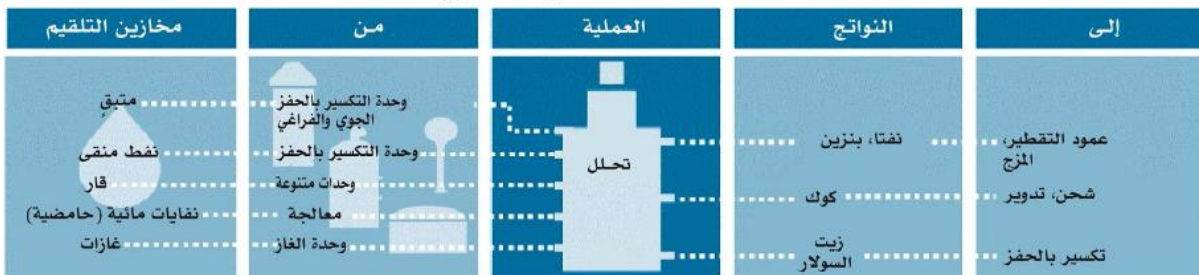 مخازين التلقيم
من
العملية
النواتج
إلى
متبقٍ
وحدة التكسير بالحفز
الجوي والفراغي
نفط منقى
وحدة التكسير بالحفز
قار
وحدات متنوعة
نفايات مائية (حامضية)
معالجة
غازات
وحدة الغاز
تحلل
نفتا، بنزين
عمود التقطير،
المزج
كوك
شحن، تدوير
زيت
السولار
تكسير بالحفز